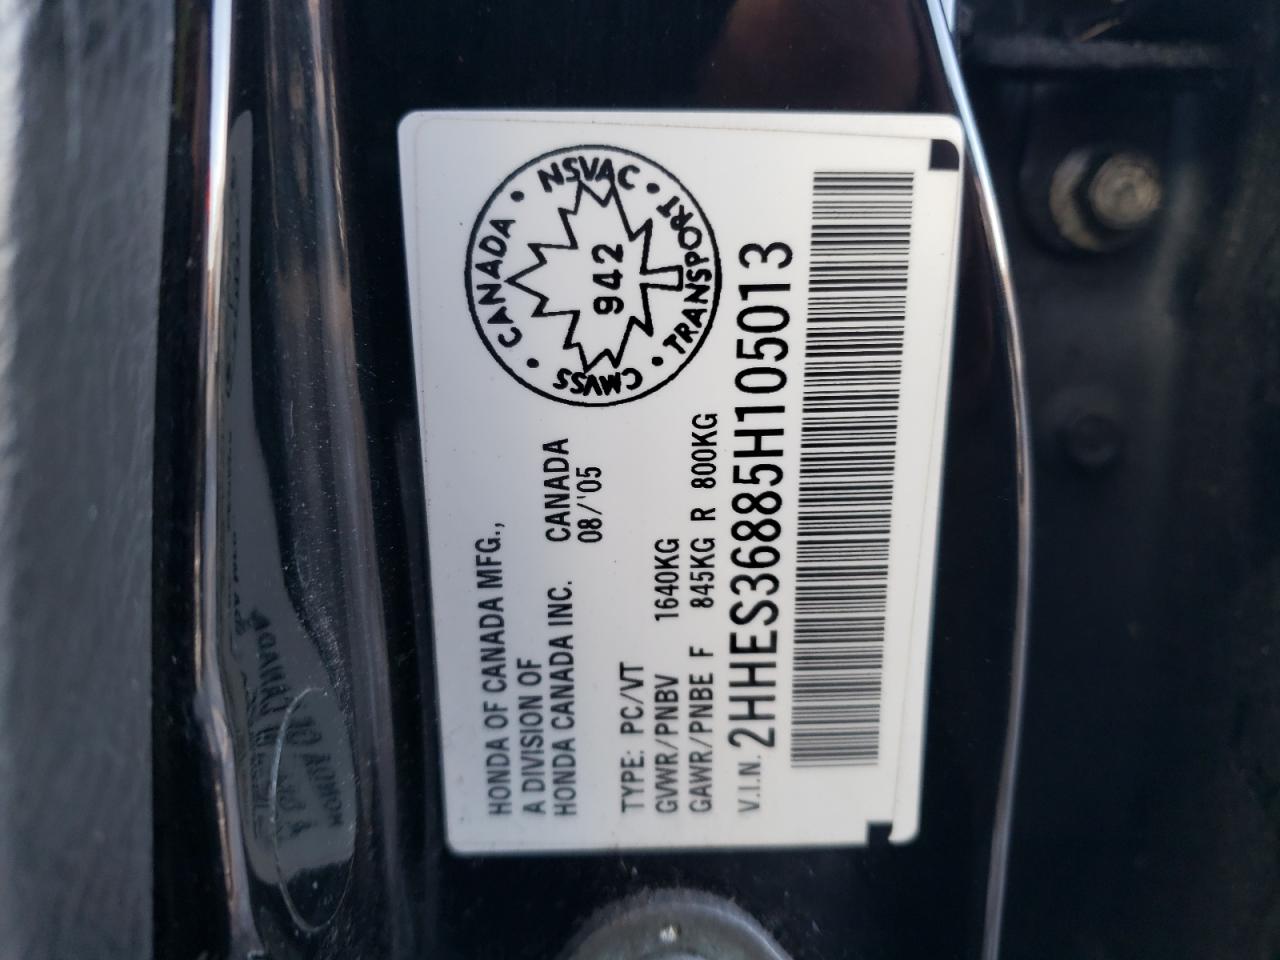 HONDA OF CANADA MFG.,
A DIVISION OF
HONDA CANADA INC. CANADA
08/'05
TYPE: PC/VT
GVWR/PNBV 1640KG
GAWR/PNBE F 845KG R 800KG
V.I.N. 2HHES36885H105013
CANADA • NSVAC • TRANSPORT • CMVSS •
942